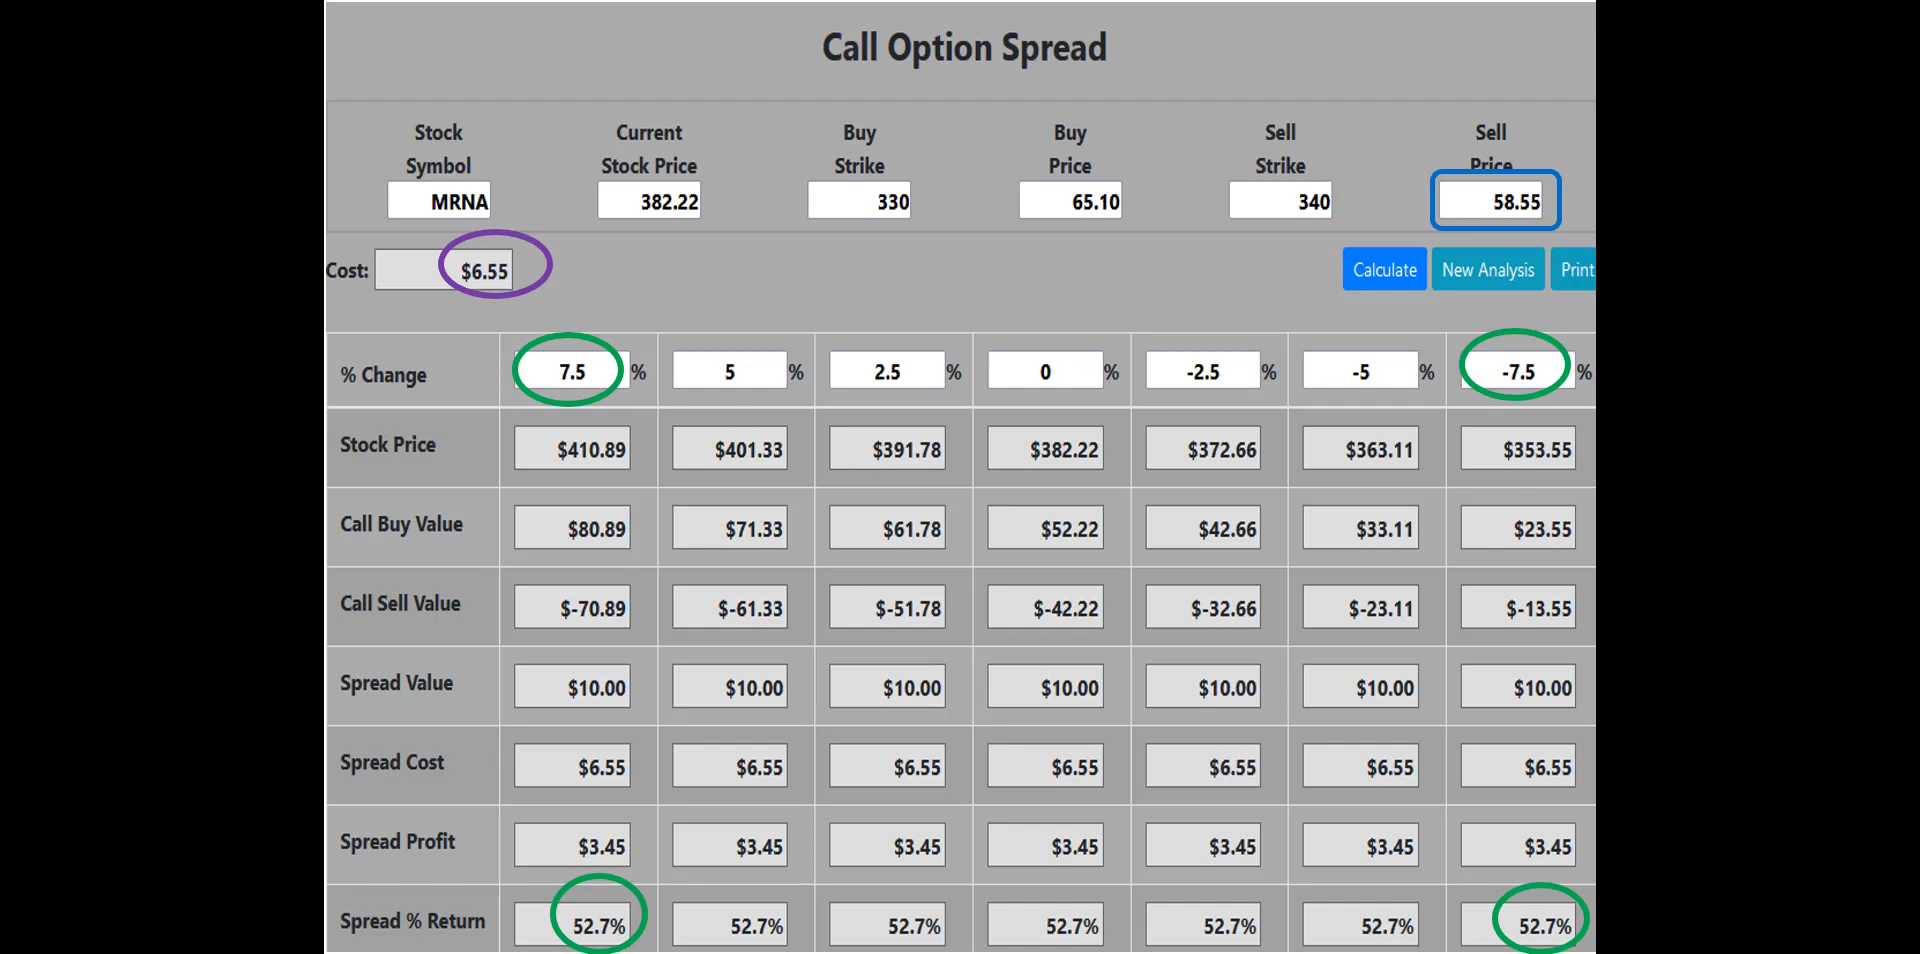 Call Option Spread
Stock Symbol
Current Stock Price
Buy Strike
Buy Price
Sell Strike
Sell Price
MRNA 382.22 330 65.10 340 58.55
Cost: $6.55 Calculate New Analysis Print
% Change 7.5 % 5 % 2.5 % 0 % -2.5 % -5 % -7.5 %
Stock Price $410.89 $401.33 $391.78 $382.22 $372.66 $363.11 $353.55
Call Buy Value $80.89 $71.33 $61.78 $52.22 $42.66 $33.11 $23.55
Call Sell Value $-70.89 $-61.33 $-51.78 $-42.22 $-32.66 $-23.11 $-13.55
Spread Value $10.00 $10.00 $10.00 $10.00 $10.00 $10.00 $10.00
Spread Cost $6.55 $6.55 $6.55 $6.55 $6.55 $6.55 $6.55
Spread Profit $3.45 $3.45 $3.45 $3.45 $3.45 $3.45 $3.45
Spread % Return 52.7% 52.7% 52.7% 52.7% 52.7% 52.7% 52.7%